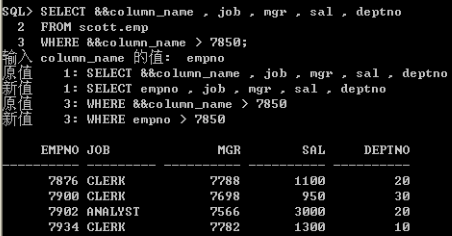 SQL> SELECT &&column_name , job , mgr , sal , deptno
2 FROM scott.emp
3 WHERE &&column_name > 7850;
输入 column_name 的值: empno
原值 1: SELECT &&column_name , job , mgr , sal , deptno
新值 1: SELECT empno , job , mgr , sal , deptno
原值 3: WHERE &&column_name > 7850
新值 3: WHERE empno > 7850
EMPNO JOB MGR SAL DEPTNO
---------- --------- ---------- ---------- ----------
7876 CLERK 7788 1100 20
7900 CLERK 7698 950 30
7902 ANALYST 7566 3000 20
7934 CLERK 7782 1300 10